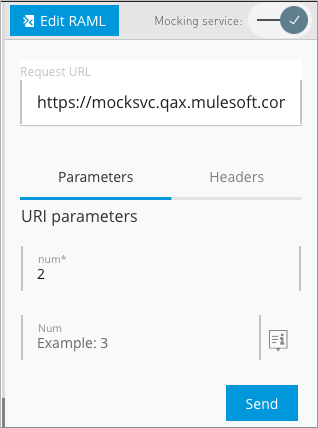 Edit RAML
Mocking service:
Request URL
https://mocksvc.qax.mulesoft.cor
Parameters
Headers
URI parameters
num*
2
Num
Example: 3
Send